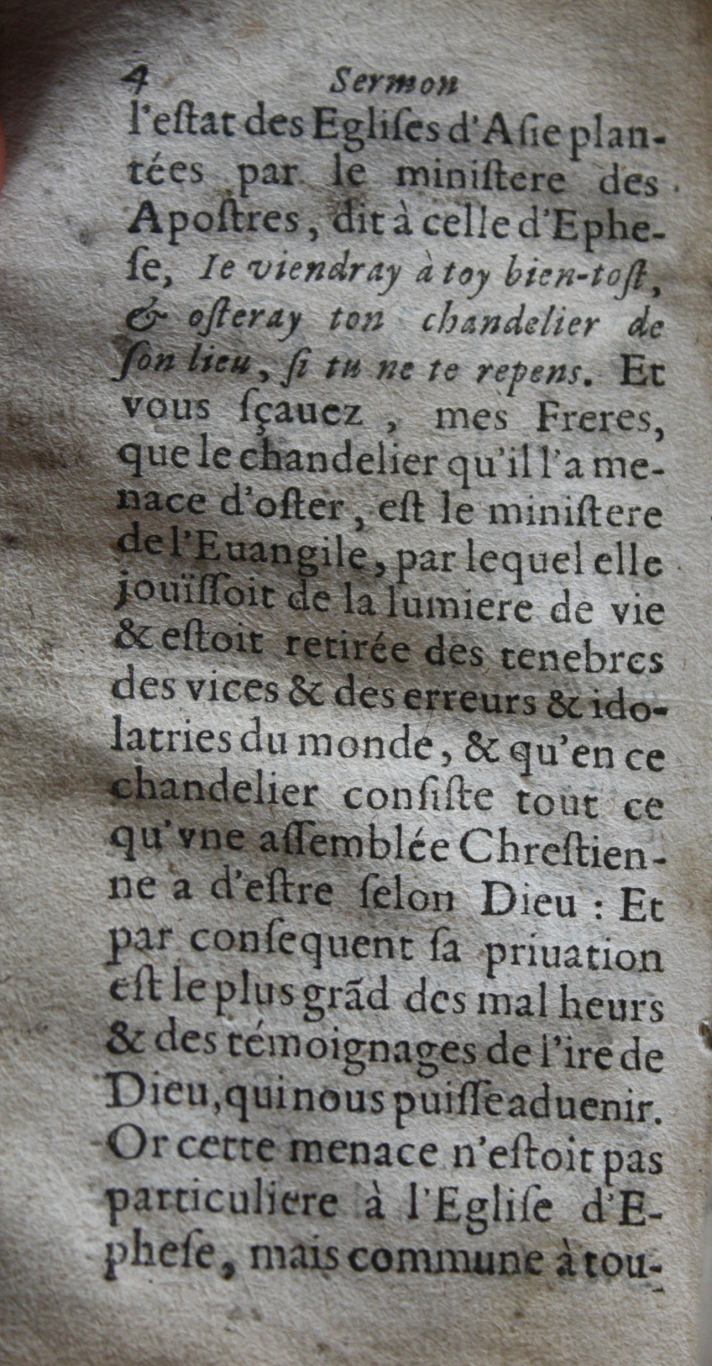 4 Sermon
l'eſtat des Egliſes d'Aſie plan-
tées par le miniſtere des
Apoſtres, dit à celle d'Ephe-
ſe, Ie viendray à toy bien-toſt,
& oſteray ton chandelier de
ſon lieu, ſi tu ne te repens. Et
vous ſçauez, mes Freres,
que le chandelier qu'il l'a me-
nace d'oſter, eſt le miniſtere
de l'Euangile, par lequel elle
jouïſſoit de la lumiere de vie
& eſtoit retirée des tenebres
des vices & des erreurs & ido-
latries du monde, & qu'en ce
chandelier conſiſte tout ce
qu'vne aſſemblée Chreſtien-
ne a d'eſtre ſelon Dieu : Et
par conſequent ſa priuation
eſt le plus grãd des mal heurs
& des témoignages de l'ire de
Dieu, qui nous puiſſe aduenir.
Or cette menace n'eſtoit pas
particuliere à l'Egliſe d'E-
pheſe, mais commune à tou-